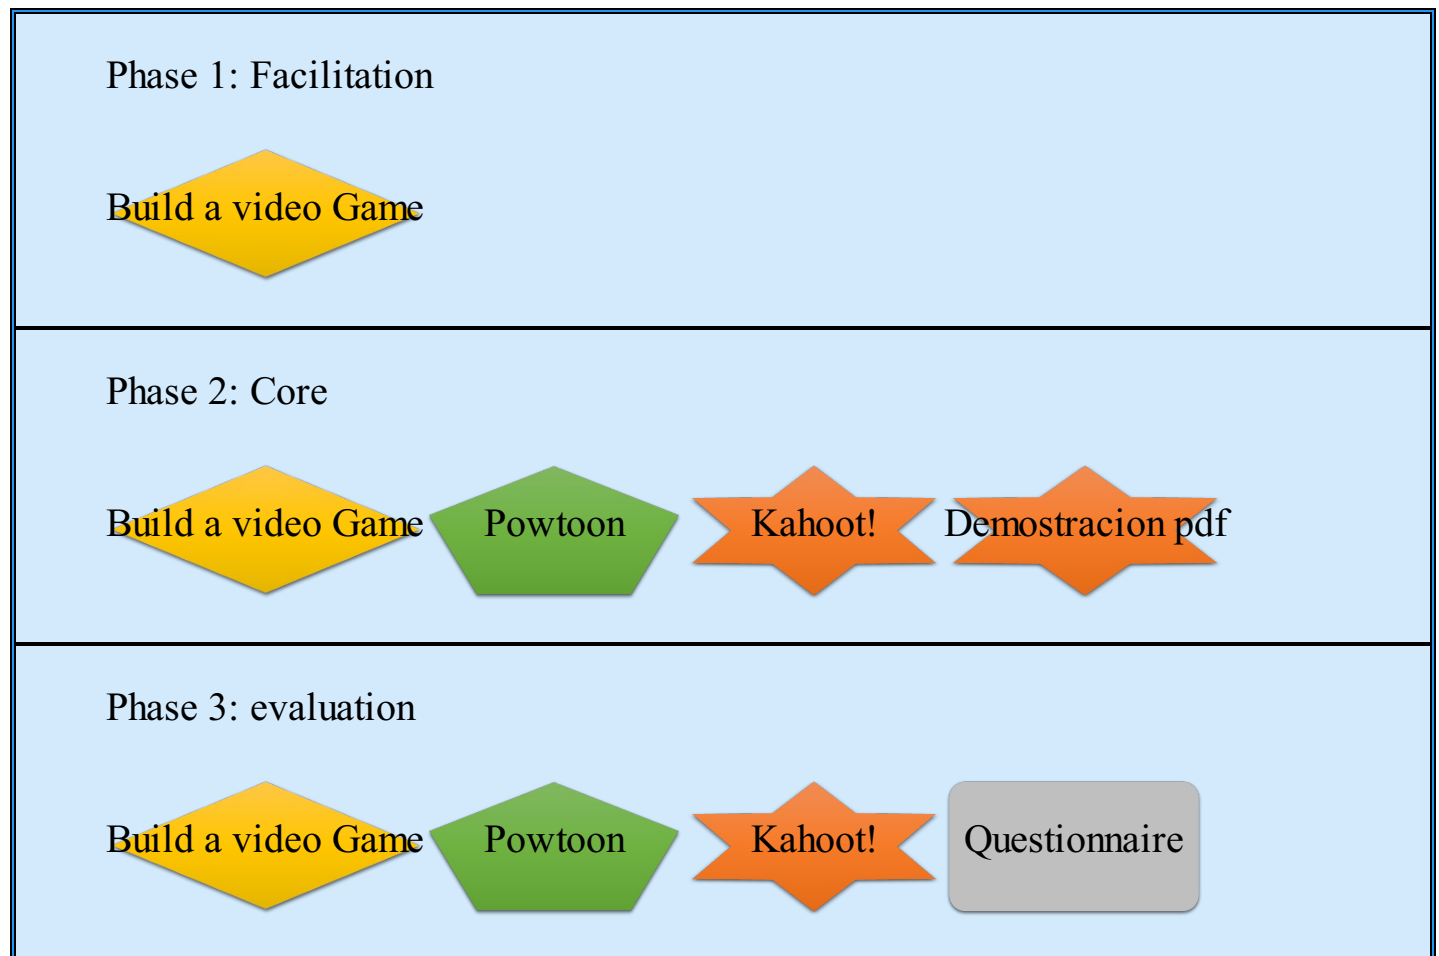 Phase 1: Facilitation
Build a video Game
Phase 2: Core
Build a video Game Powtoon Kahoot! Demostracion pdf
Phase 3: evaluation
Build a video Game Powtoon Kahoot! Questionnaire